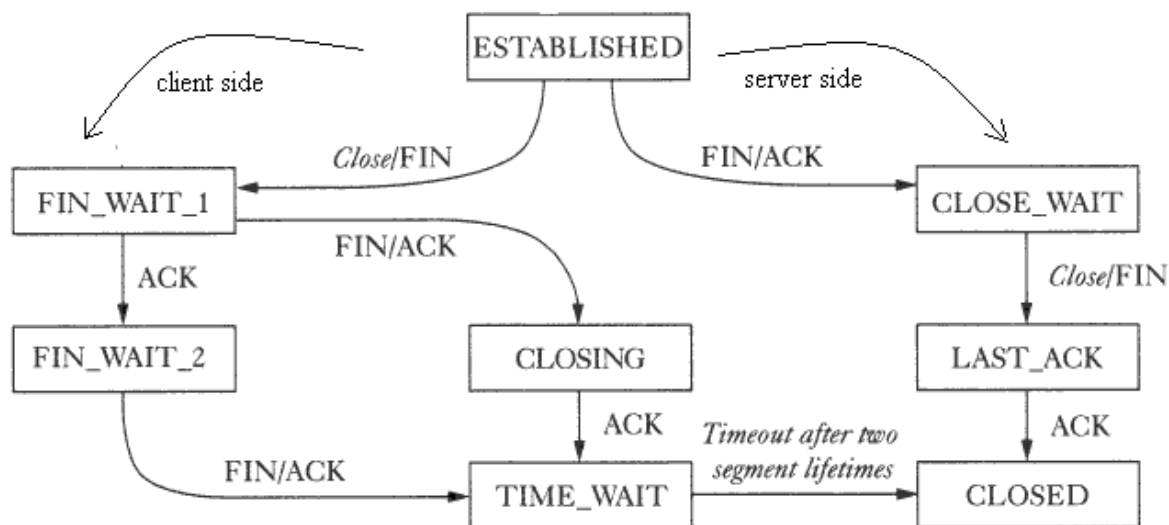 ESTABLISHED
client side
server side
Close/FIN
FIN/ACK
FIN_WAIT_1
CLOSE_WAIT
FIN/ACK
ACK
Close/FIN
FIN_WAIT_2
CLOSING
LAST_ACK
ACK
Timeout after two
segment lifetimes
ACK
FIN/ACK
TIME_WAIT
CLOSED